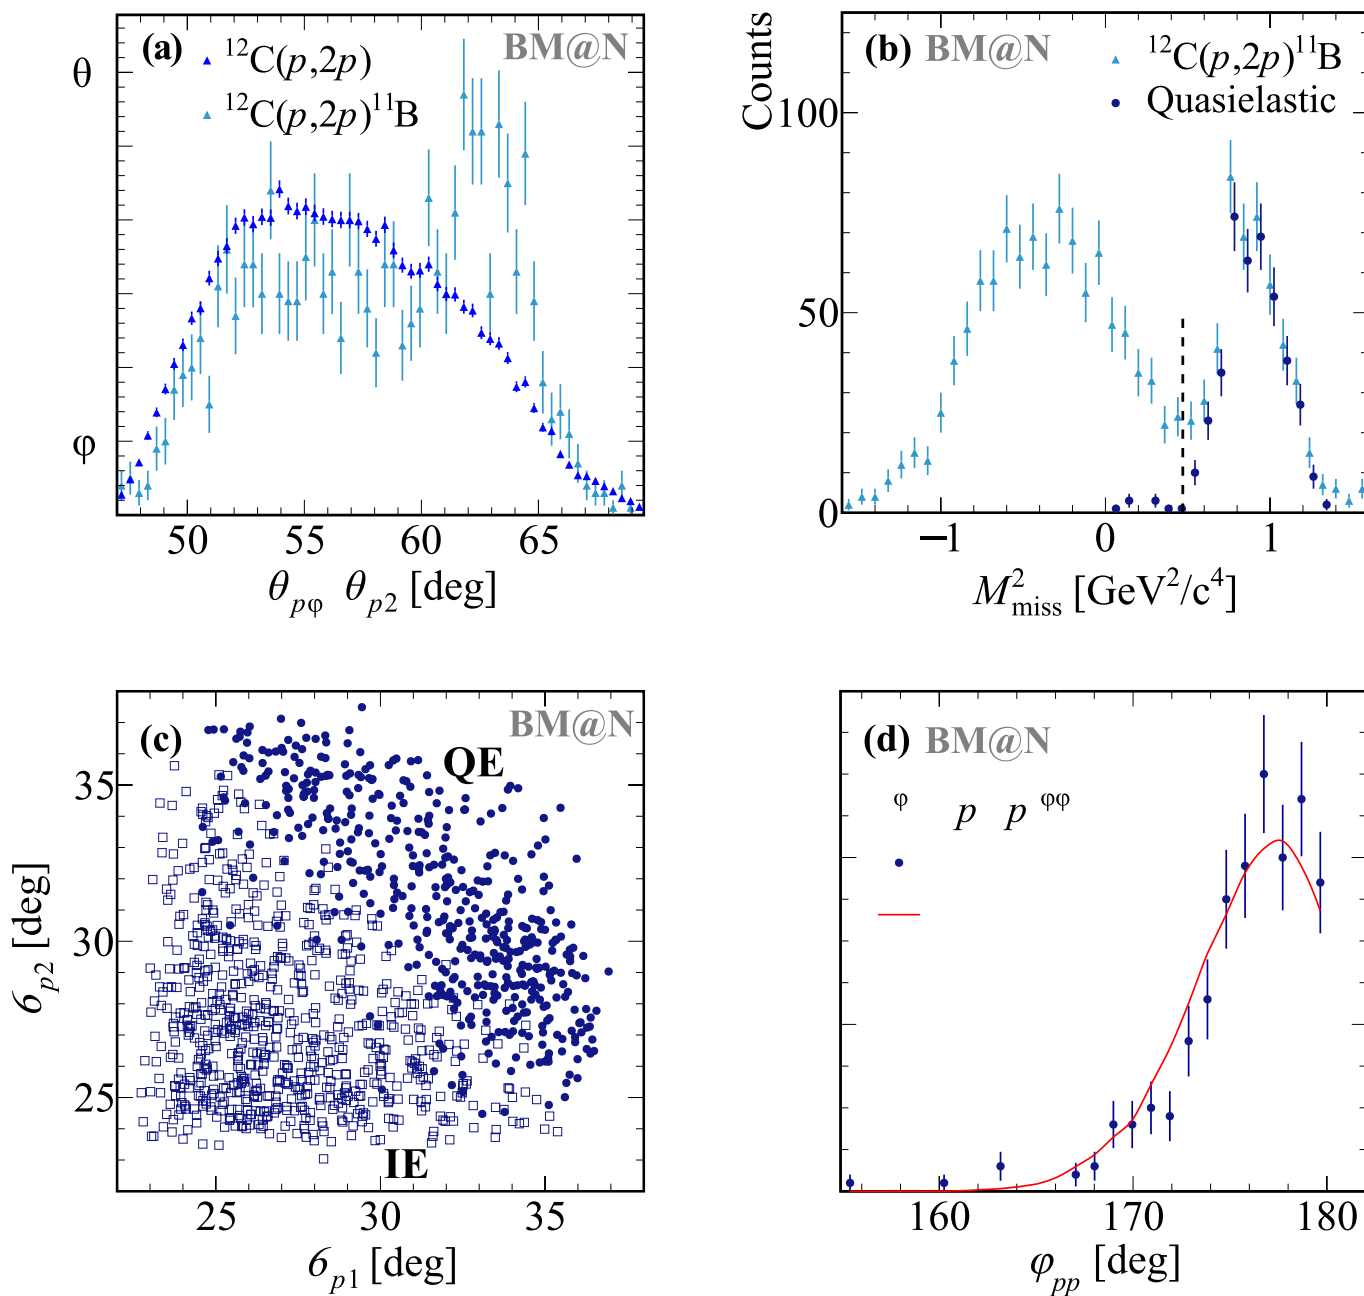 (a) BM@N
¹²C(p,2p)
¹²C(p,2p)¹¹B
θ
φ
50 55 60 65
θpφ θp2 [deg]
(b) BM@N
¹²C(p,2p)¹¹B
Quasielastic
Counts
100
50
0
−1 0 1
M²miss [GeV²/c⁴]
(c) BM@N
QE
IE
35
30
25
6p2 [deg]
25 30 35
6p1 [deg]
(d) BM@N
φ p p φφ
160 170 180
φpp [deg]